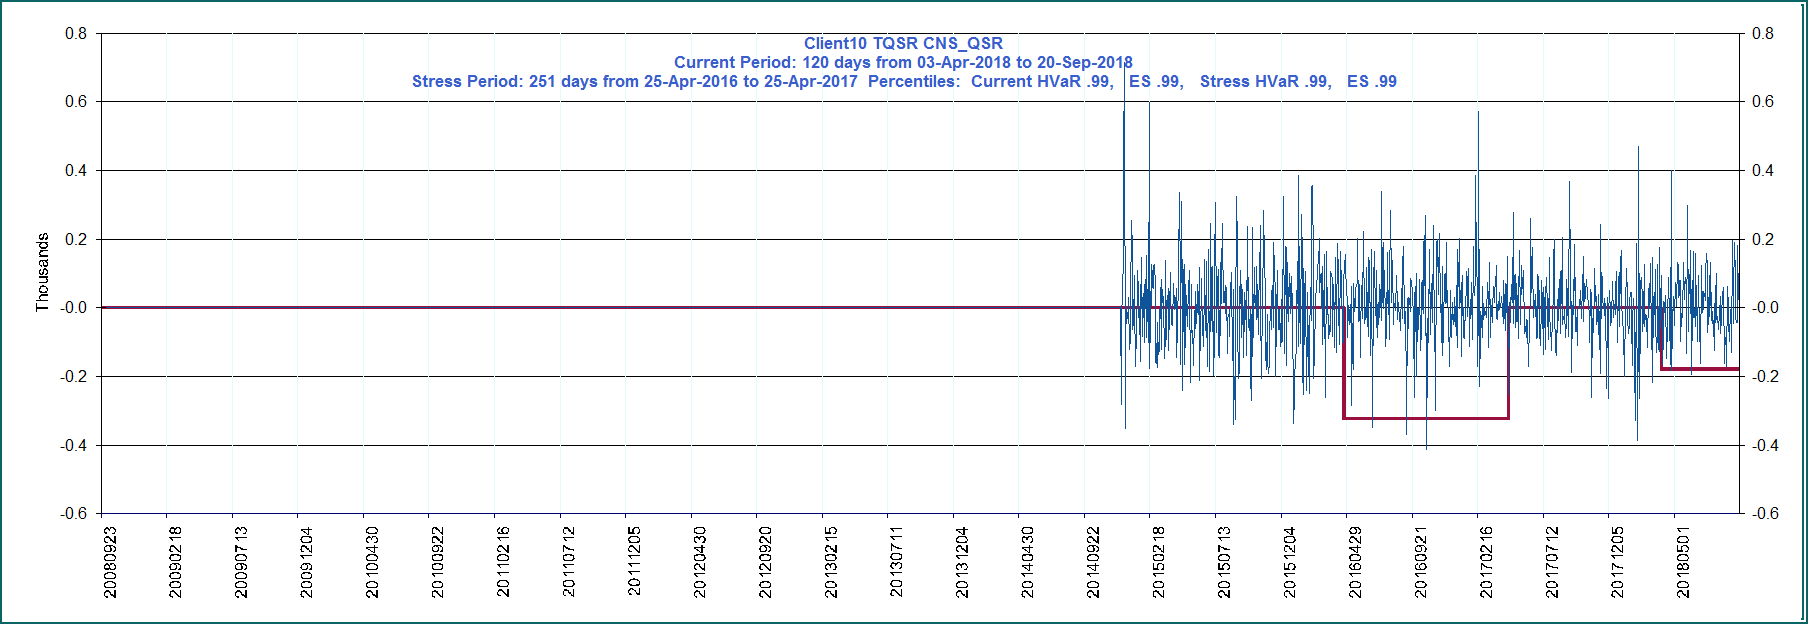 Client10 TQSR CNS_QSR
Current Period: 120 days from 03-Apr-2018 to 20-Sep-2018
Stress Period: 251 days from 25-Apr-2016 to 25-Apr-2017  Percentiles:  Current HVaR .99,   ES .99,   Stress HVaR .99,   ES .99
Thousands
0.8 0.8
0.6 0.6
0.4 0.4
0.2 0.2
-0.0 -0.0
-0.2 -0.2
-0.4 -0.4
-0.6 -0.6
20080923 20090218 20090713 20091204 20100430 20100922 20110216 20110712 20111205 20120430 20120920 20130215 20130711 20131204 20140430 20140922 20150218 20150713 20151204 20160429 20160921 20170216 20170712 20171205 20180501